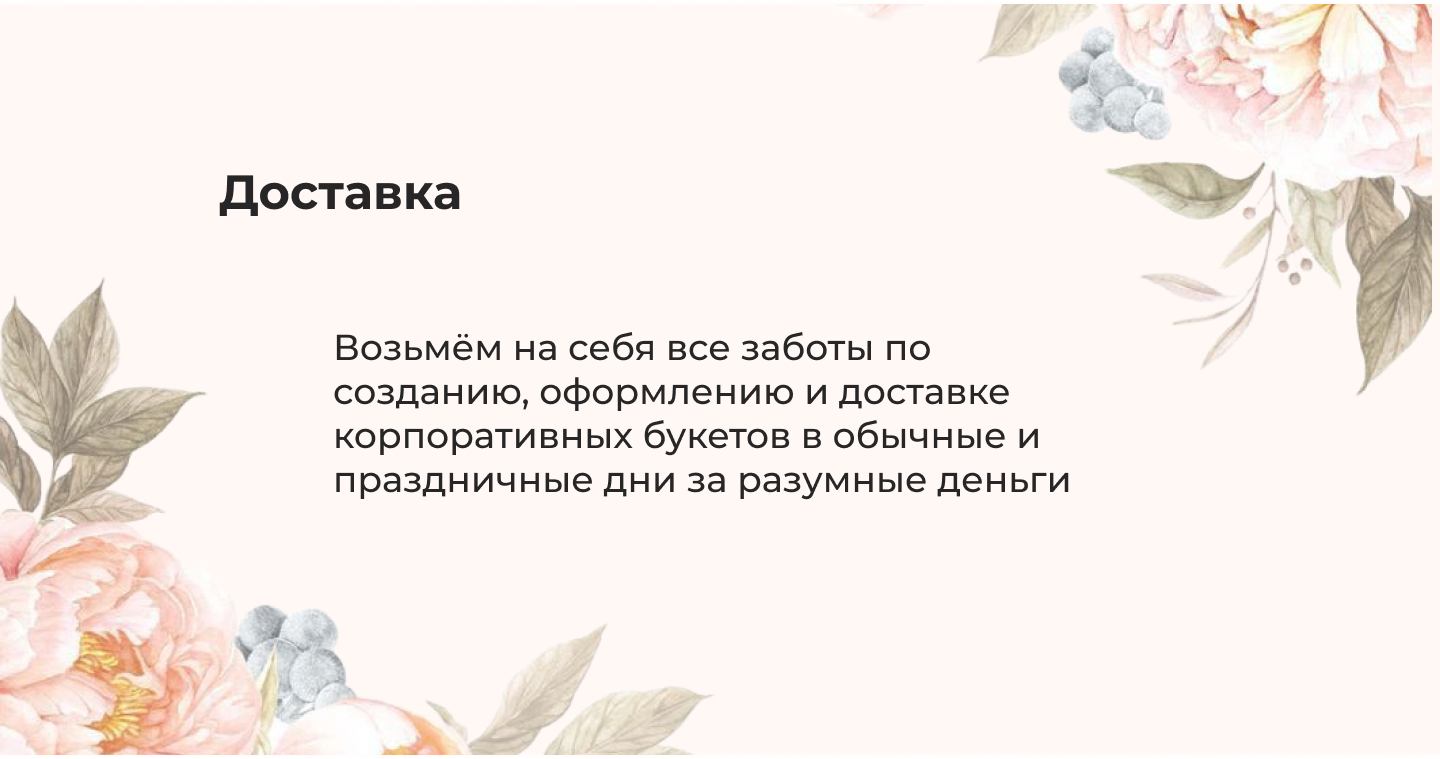 Доставка
Возьмём на себя все заботы по
созданию, оформлению и доставке
корпоративных букетов в обычные и
праздничные дни за разумные деньги